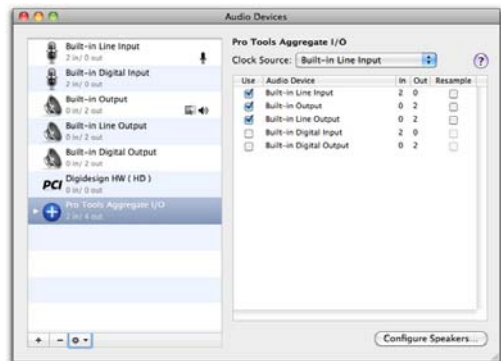 Audio Devices
Built-in Line Input
2 in/ 0 out
Built-in Digital Input
2 in/ 0 out
Built-in Output
0 in/ 2 out
Built-in Line Output
0 in/ 2 out
Built-in Digital Output
0 in/ 2 out
PCI
Digidesign HW ( HD )
0 in/ 0 out
Pro Tools Aggregate I/O
2 in/ 4 out
Pro Tools Aggregate I/O
Clock Source: Built-in Line Input ?
Use Audio Device In Out Resample
Built-in Line Input 2 0
Built-in Output 0 2
Built-in Line Output 0 2
Built-in Digital Input 2 0
Built-in Digital Output 0 2
+ −
Configure Speakers...